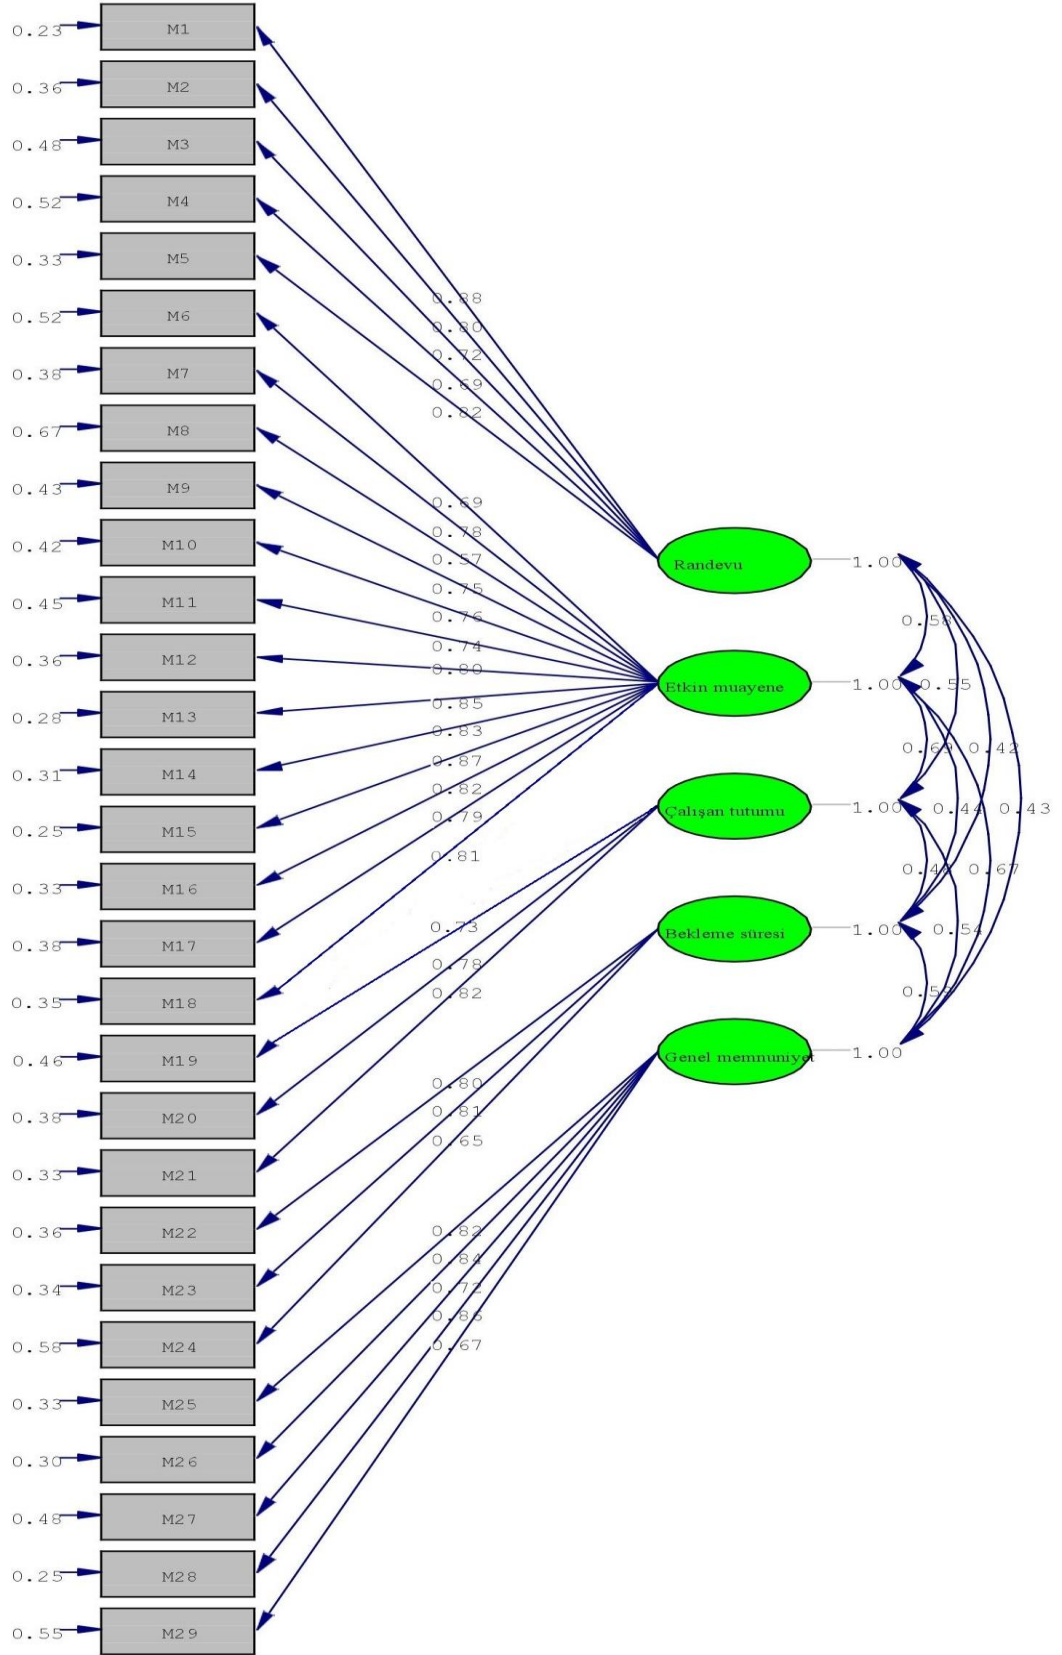 0.23 M1
0.36 M2
0.48 M3
0.52 M4
0.33 M5
0.88
0.52 M6
0.80
0.72
0.38 M7
0.69
0.82
0.67 M8
0.43 M9
0.69
0.78
0.42 M10
0.57
Randevu 1.00
0.75
0.45 M11
0.76
0.58
0.74
0.36 M12
0.80
Etkin muayene 1.00 0.55
0.85
0.28 M13
0.83
0.69 0.42
0.87
0.31 M14
0.82
Çalışan tutumu 1.00 0.44 0.43
0.79
0.25 M15
0.81
0.67
0.33 M16
0.73
Bekleme süresi 1.00 0.54
0.38 M17
0.78
0.82
0.35 M18
0.46 M19
Genel memnuniyet 1.00
0.80
0.81
0.38 M20
0.65
0.33 M21
0.36 M22
0.82
0.84
0.34 M23
0.72
0.86
0.58 M24
0.67
0.33 M25
0.30 M26
0.48 M27
0.25 M28
0.55 M29